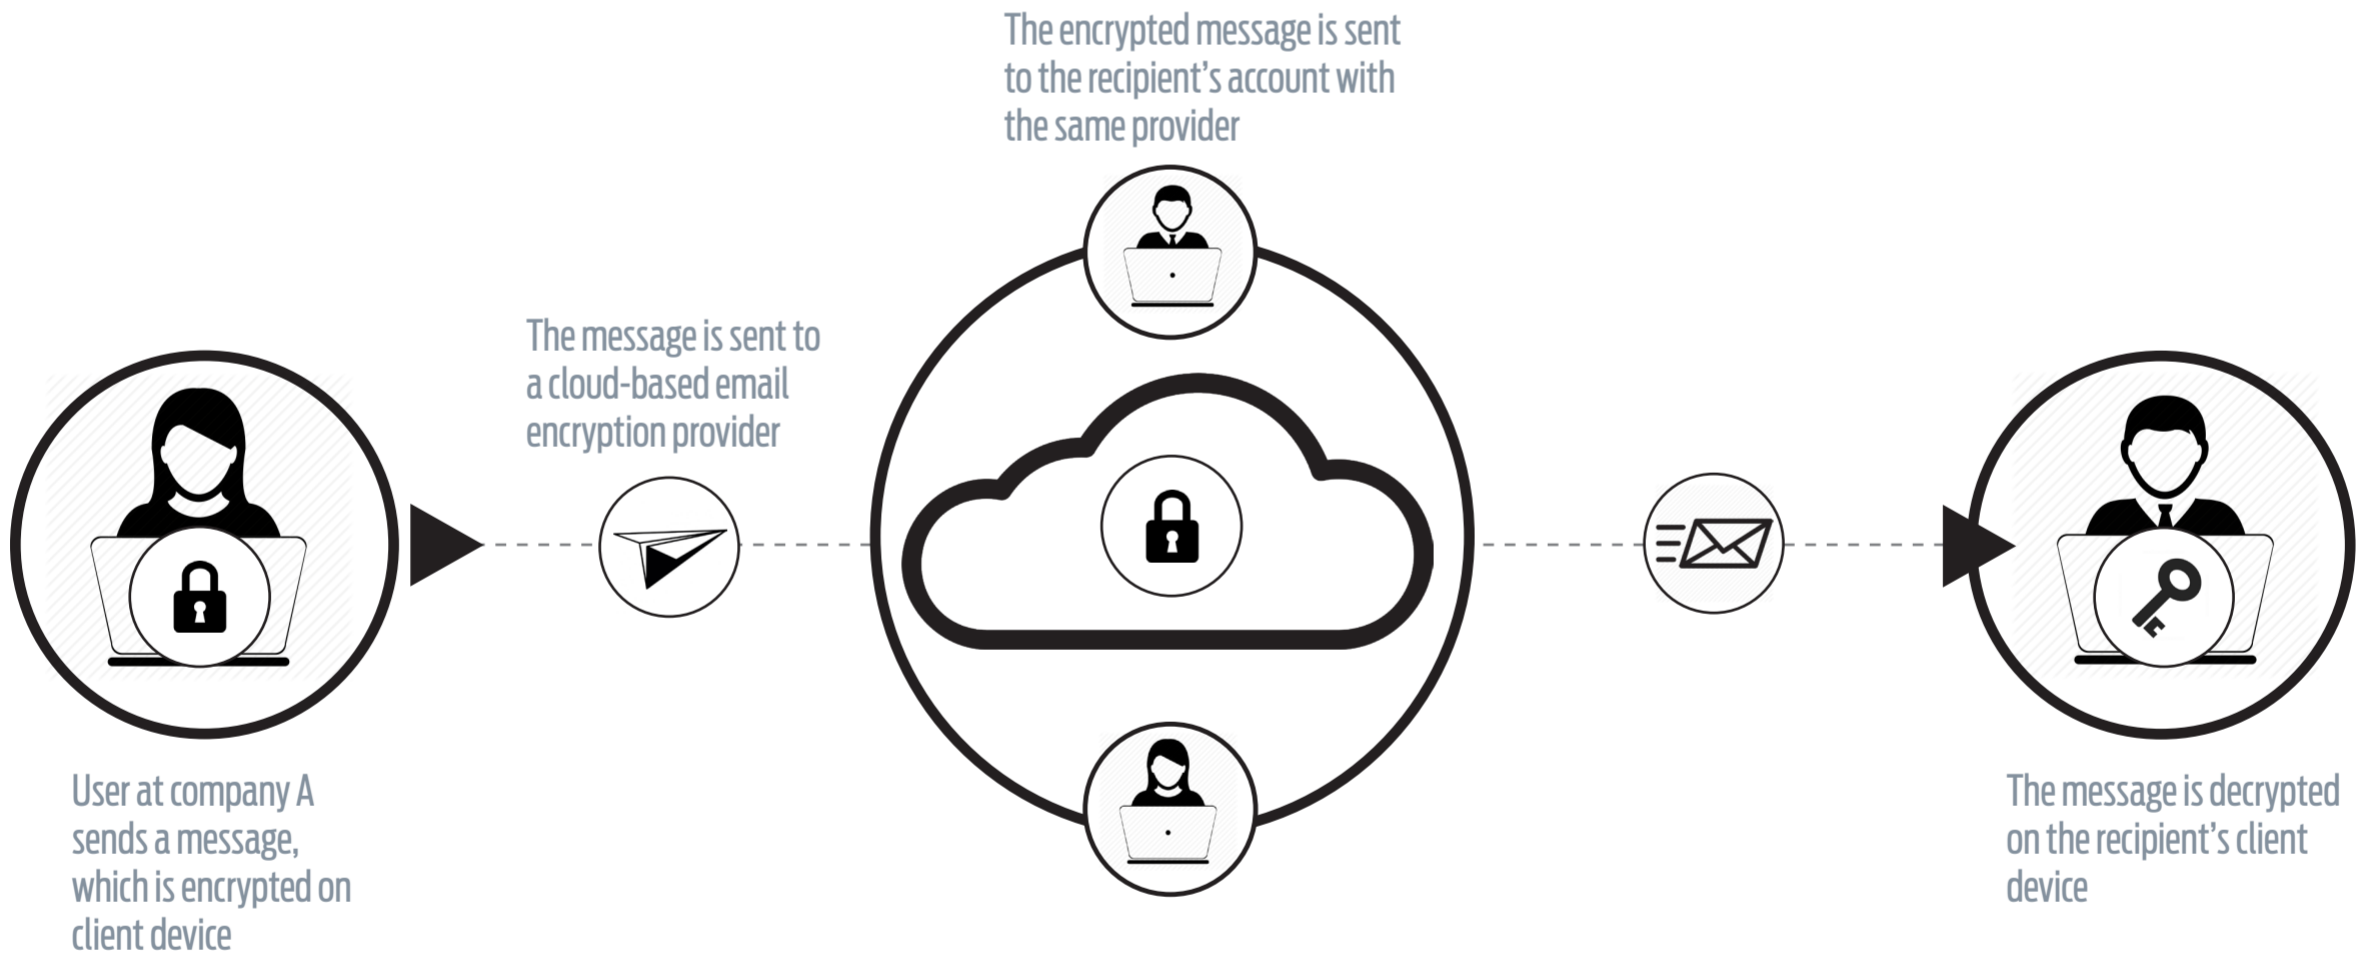 User at company A
sends a message,
which is encrypted on
client device
The message is sent to
a cloud-based email
encryption provider
The encrypted message is sent
to the recipient’s account with
the same provider
The message is decrypted
on the recipient’s client
device